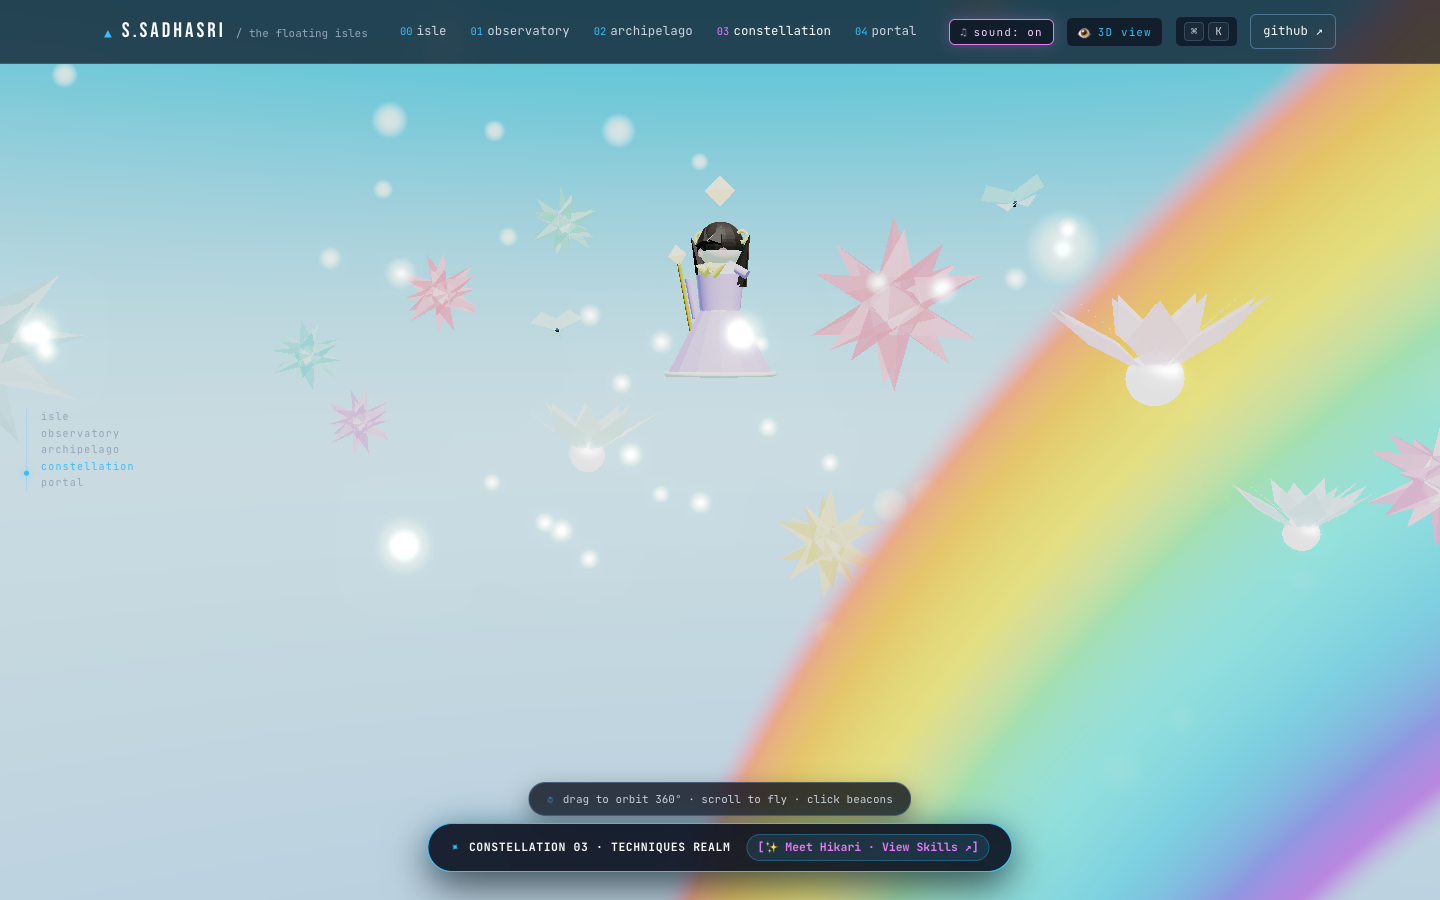 ▲ S.SADHASRI / the floating isles 00 isle 01 observatory 02 archipelago 03 constellation 04 portal ♫ sound: on 3D view ⌘ K github ↗
isle
observatory
archipelago
constellation
portal
drag to orbit 360° · scroll to fly · click beacons
CONSTELLATION 03 · TECHNIQUES REALM [✨ Meet Hikari · View Skills ↗]